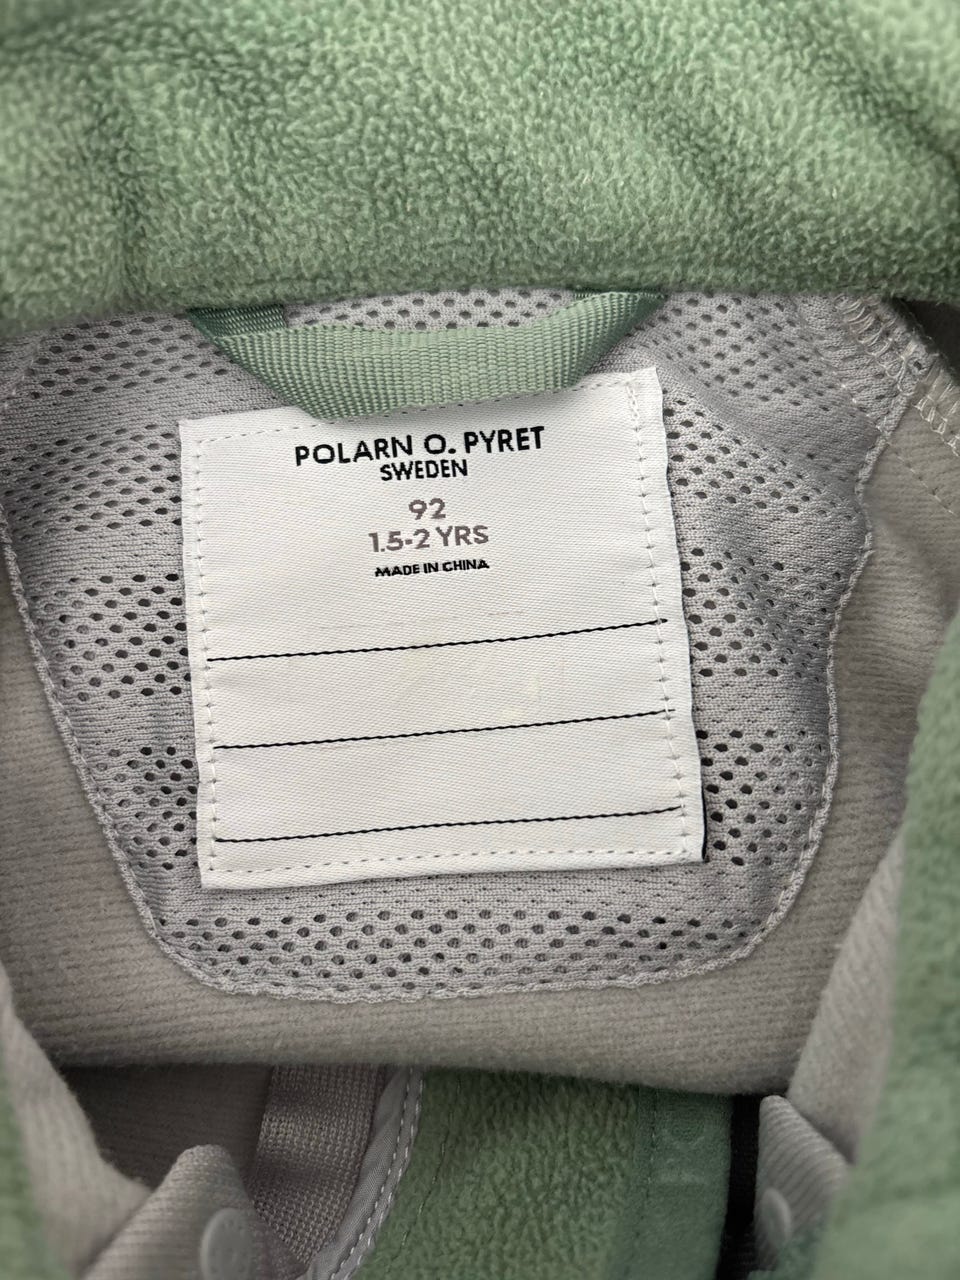 POLARN O. PYRET
SWEDEN
92
1.5-2 YRS
MADE IN CHINA